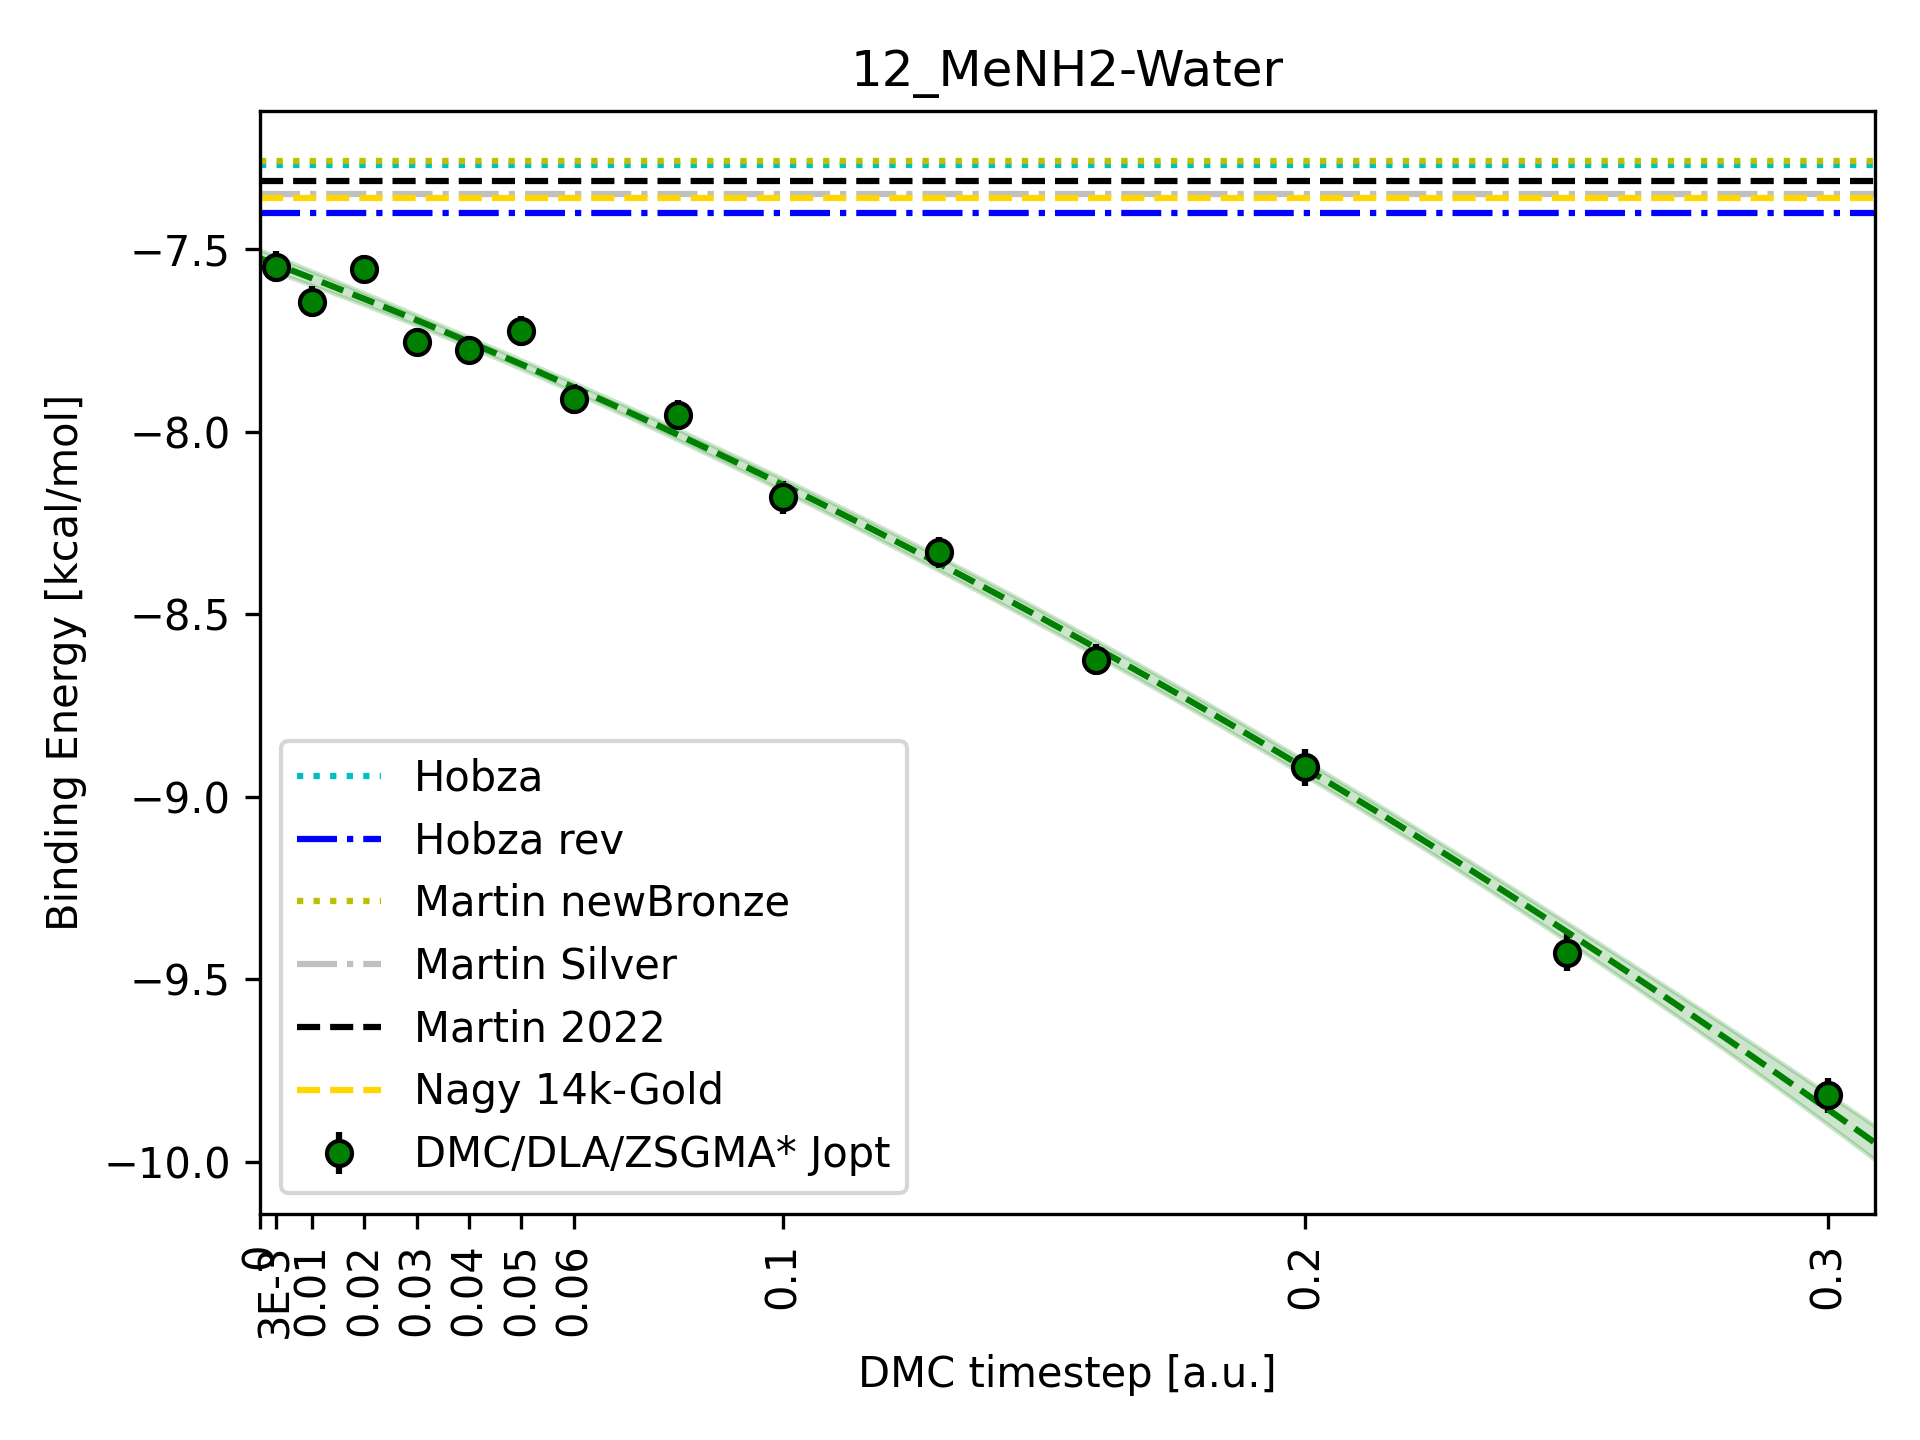 12_MeNH2-Water
Binding Energy [kcal/mol]
−7.5
−8.0
−8.5
−9.0
−9.5
−10.0
Hobza
Hobza rev
Martin newBronze
Martin Silver
Martin 2022
Nagy 14k-Gold
DMC/DLA/ZSGMA* Jopt
0
3E-3
0.01
0.02
0.03
0.04
0.05
0.06
0.1
0.2
0.3
DMC timestep [a.u.]